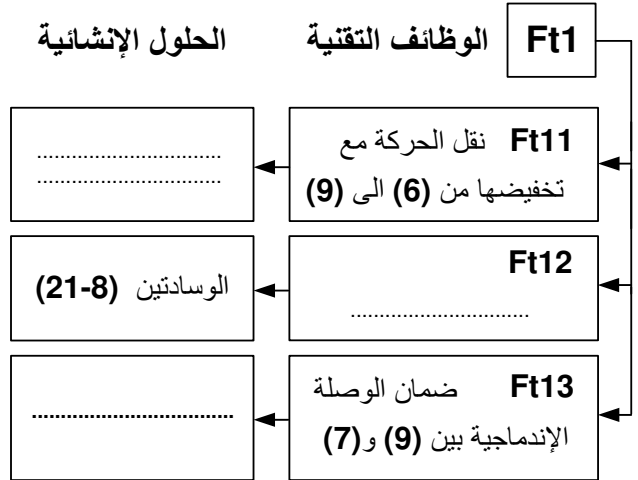 Ft1 الوظائف التقنية الحلول الإنشائية
Ft11 نقل الحركة مع
تخفيضها من (6) الى (9)
................................
................................
Ft12
...............................
الوسادتين (8-21)
Ft13 ضمان الوصلة
الإندماجية بين (9) و(7)
..................................